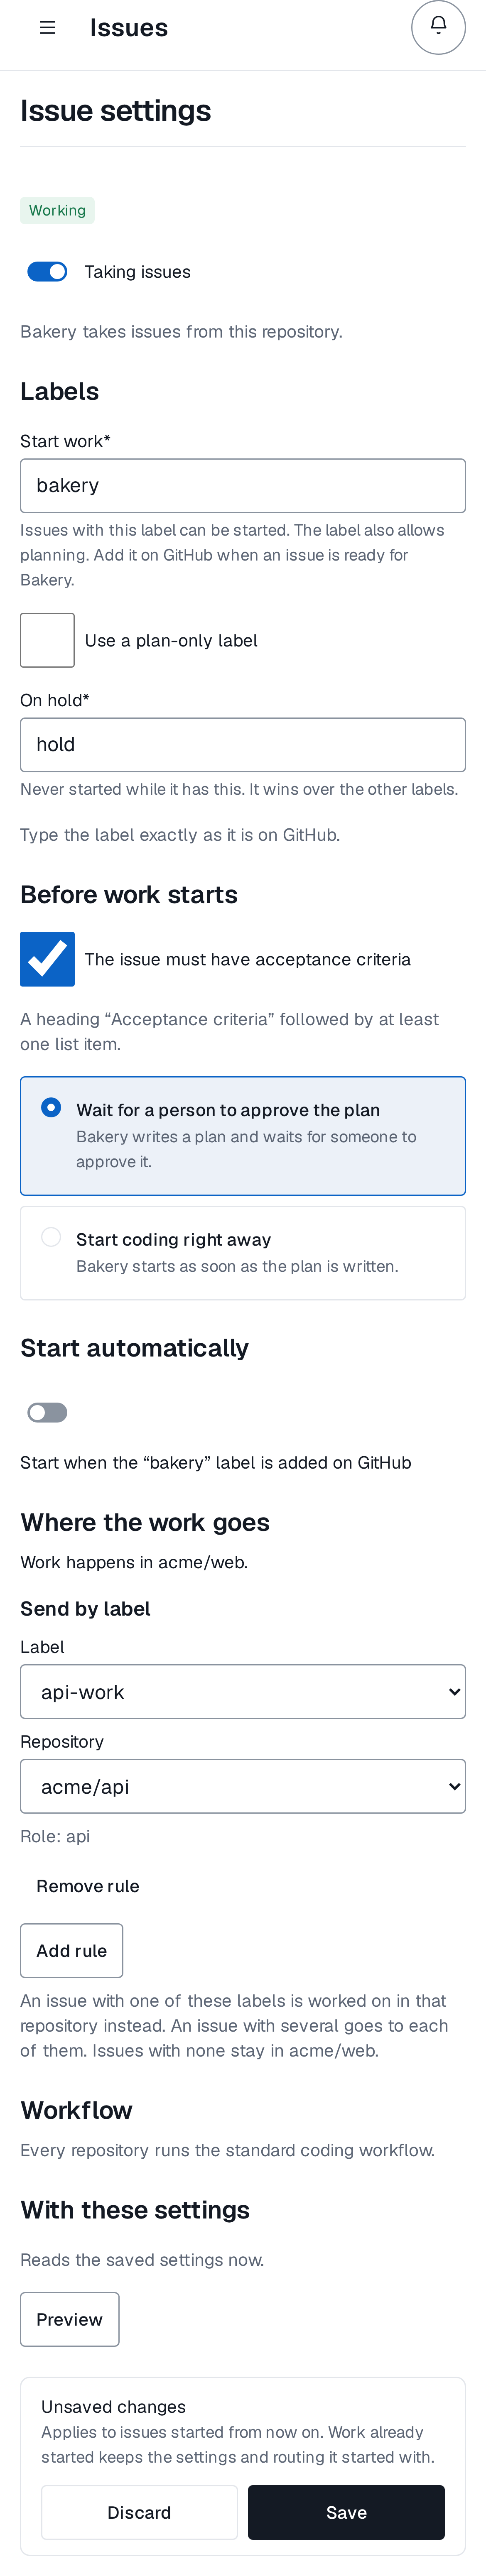 Issues
Issue settings
Working
Taking issues
Bakery takes issues from this repository.
Labels
Start work*
bakery
Issues with this label can be started. The label also allows
planning. Add it on GitHub when an issue is ready for
Bakery.
Use a plan-only label
On hold*
hold
Never started while it has this. It wins over the other labels.
Type the label exactly as it is on GitHub.
Before work starts
The issue must have acceptance criteria
A heading “Acceptance criteria” followed by at least
one list item.
Wait for a person to approve the plan
Bakery writes a plan and waits for someone to
approve it.
Start coding right away
Bakery starts as soon as the plan is written.
Start automatically
Start when the “bakery” label is added on GitHub
Where the work goes
Work happens in acme/web.
Send by label
Label
api-work
Repository
acme/api
Role: api
Remove rule
Add rule
An issue with one of these labels is worked on in that
repository instead. An issue with several goes to each
of them. Issues with none stay in acme/web.
Workflow
Every repository runs the standard coding workflow.
With these settings
Reads the saved settings now.
Preview
Unsaved changes
Applies to issues started from now on. Work already
started keeps the settings and routing it started with.
Discard
Save